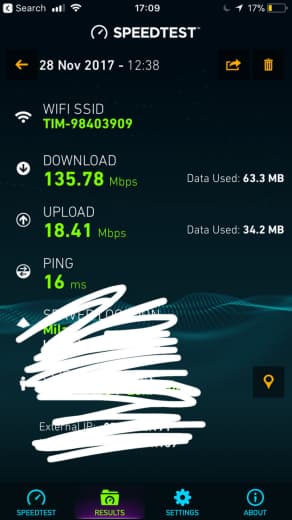 Search 17:09 17%
SPEEDTEST
28 Nov 2017 - 12:38
WIFI SSID
TIM-98403909
DOWNLOAD
135.78 Mbps Data Used: 63.3 MB
UPLOAD
18.41 Mbps Data Used: 34.2 MB
PING
16 ms
SERVER LOCATION
External IP:
SPEEDTEST RESULTS SETTINGS ABOUT